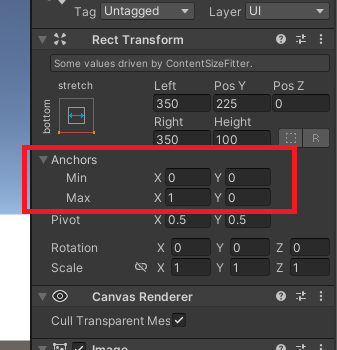 Tag Untagged Layer UI
Rect Transform
Some values driven by ContentSizeFitter.
stretch Left Pos Y Pos Z
bottom 350 225 0
Right Height
350 100 R
Anchors
Min X 0 Y 0
Max X 1 Y 0
Pivot X 0.5 Y 0.5
Rotation X 0 Y 0 Z 0
Scale X 1 Y 1 Z 1
Canvas Renderer
Cull Transparent Mes
Image